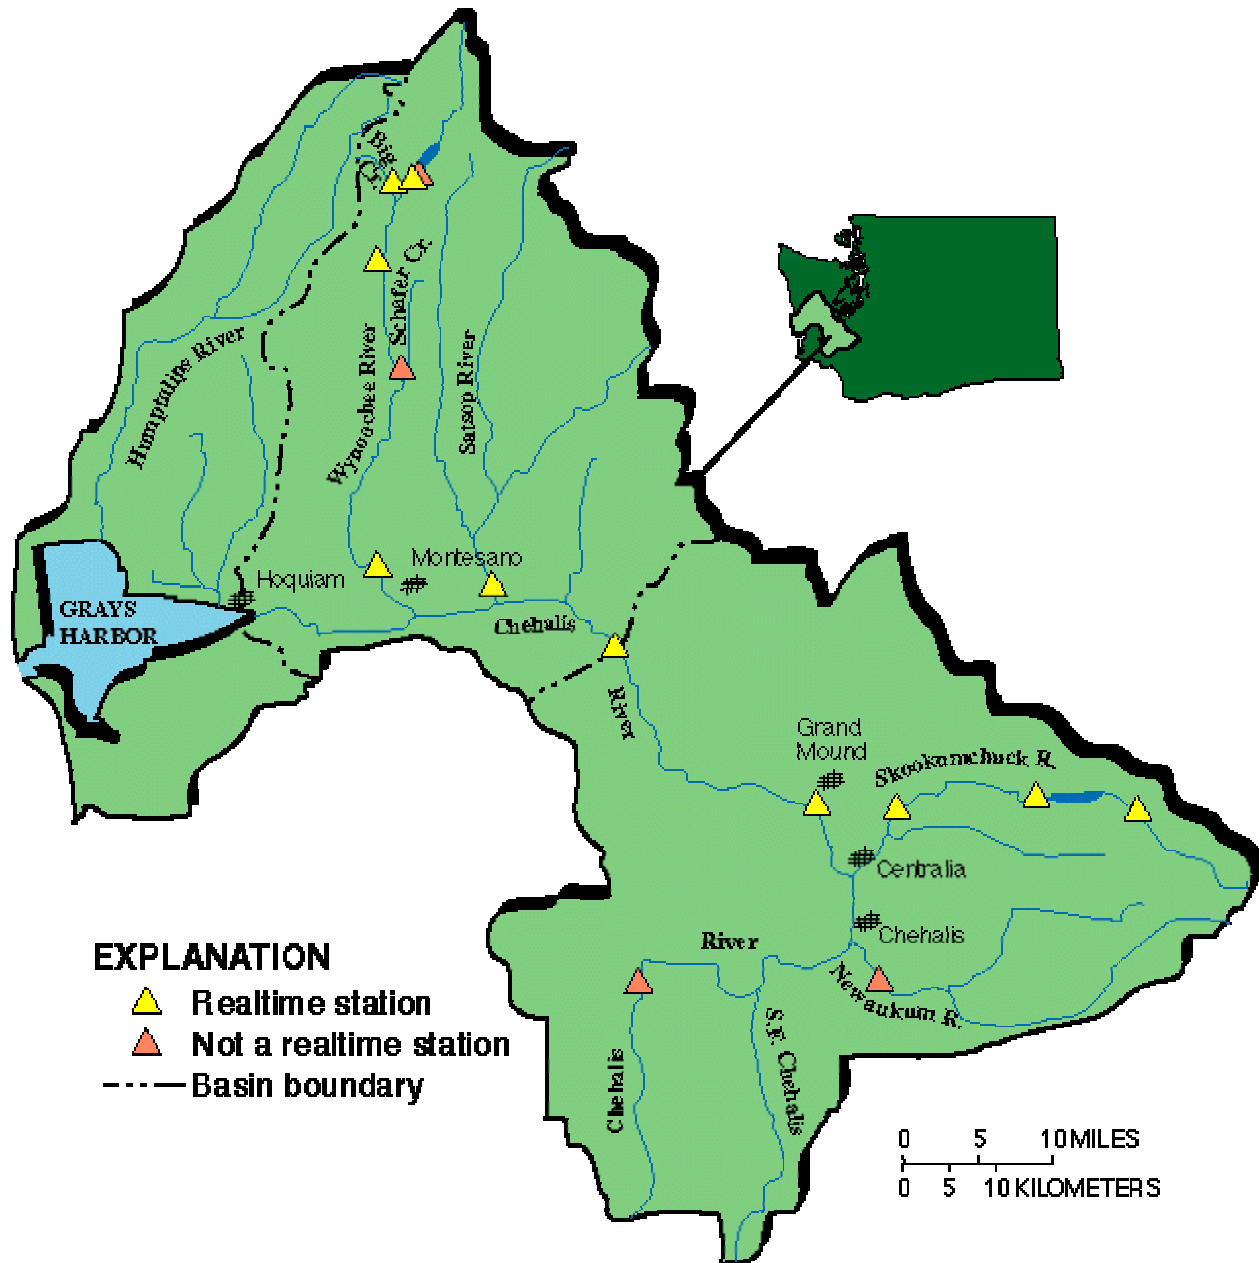 Big
Cr.
Schafer Cr.
Humptulips River
Wynoochee River
Satsop River
Montesano
Hoquiam
GRAYS
HARBOR
Chehalis
River
Grand
Mound
Skookumchuck R.
Centralia
Chehalis
River
Newaukum R.
S.F. Chehalis
Chehalis
EXPLANATION
Realtime station
Not a realtime station
Basin boundary
0 5 10 MILES
0 5 10 KILOMETERS